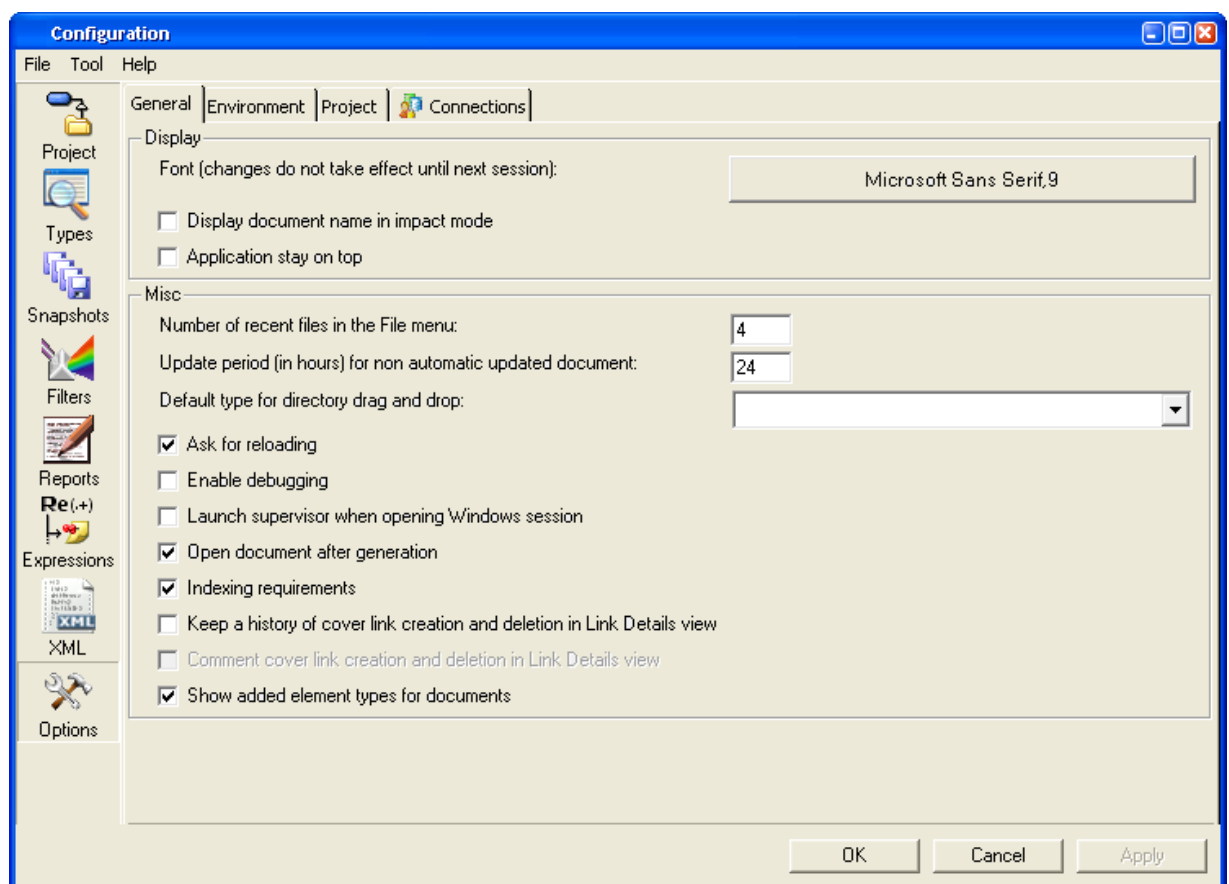 Configuration
File Tool Help
General Environment Project Connections
Project
Types
Snapshots
Filters
Reports
Re(.+)
Expressions
XML
XML
Options
Display
Font (changes do not take effect until next session):
Microsoft Sans Serif,9
Display document name in impact mode
Application stay on top
Misc
Number of recent files in the File menu:
4
Update period (in hours) for non automatic updated document:
24
Default type for directory drag and drop:
Ask for reloading
Enable debugging
Launch supervisor when opening Windows session
Open document after generation
Indexing requirements
Keep a history of cover link creation and deletion in Link Details view
Comment cover link creation and deletion in Link Details view
Show added element types for documents
OK Cancel Apply